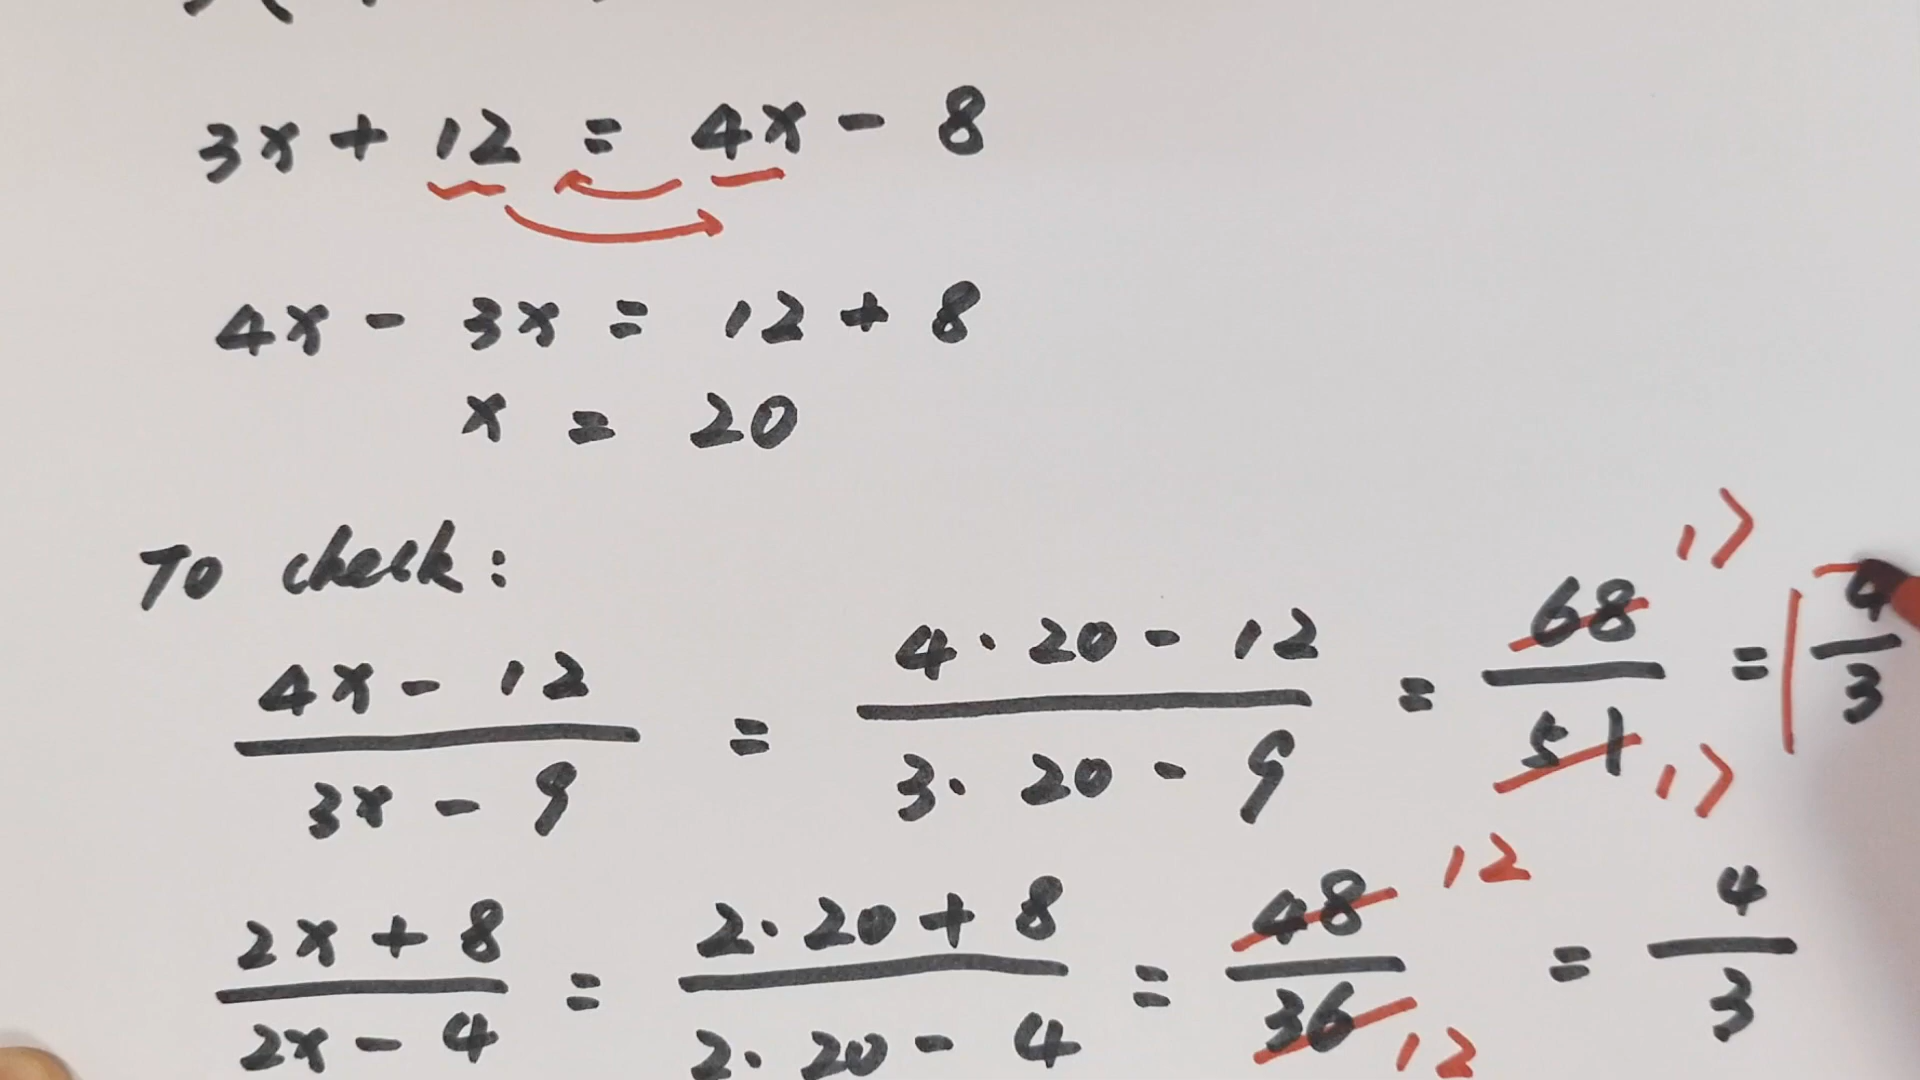 3x + 12 = 4x - 8
4x - 3x = 12 + 8
x = 20
To check:
17
4x - 12 / 3x - 9 = 4·20 - 12 / 3·20 - 9 = 68 / 51 = 4 / 3
17
12
2x + 8 / 2x - 4 = 2·20 + 8 / 2·20 - 4 = 48 / 36 = 4 / 3
12